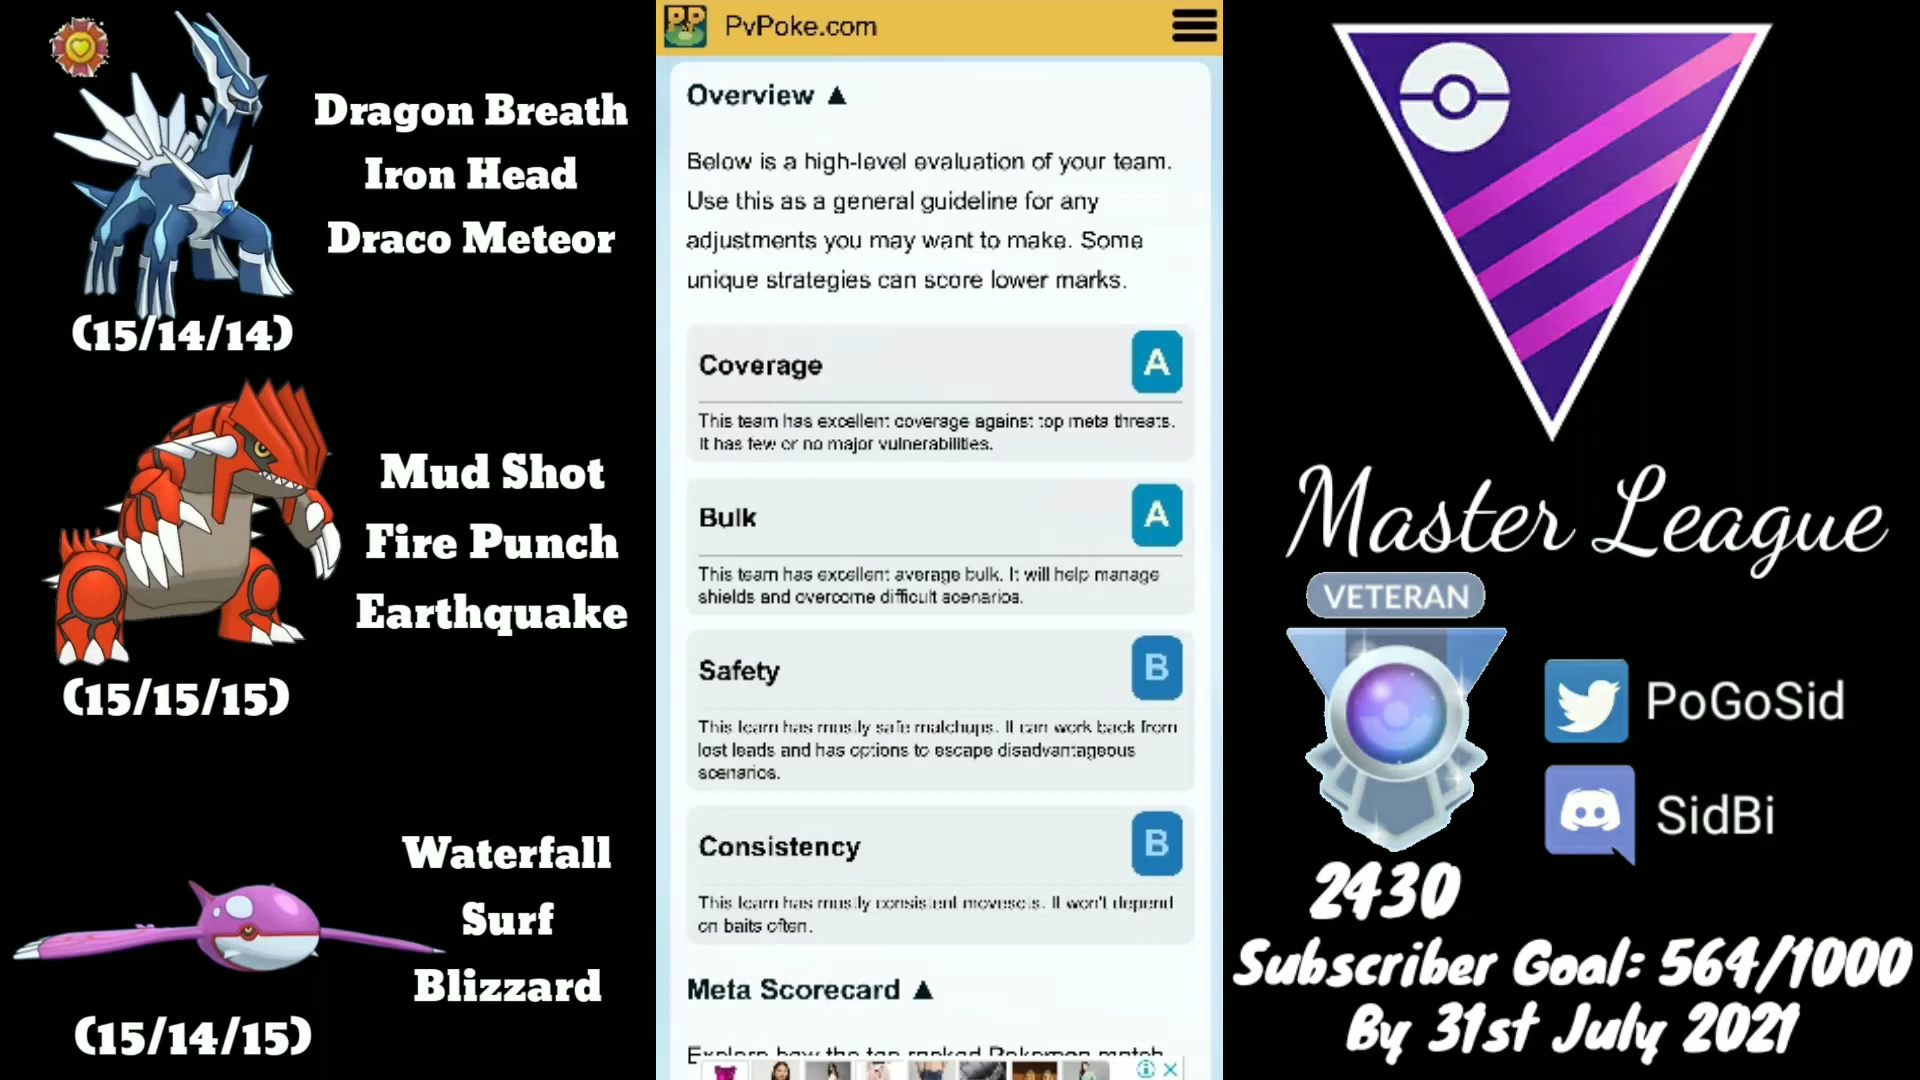 Dragon Breath
Iron Head
Draco Meteor
(15/14/14)
Mud Shot
Fire Punch
Earthquake
(15/15/15)
Waterfall
Surf
Blizzard
(15/14/15)
PvPoke.com
Overview ▲
Below is a high-level evaluation of your team.
Use this as a general guideline for any
adjustments you may want to make. Some
unique strategies can score lower marks.
Coverage A
This team has excellent coverage against top meta threats.
It has few or no major vulnerabilities.
Bulk A
This team has excellent average bulk. It will help manage
shields and overcome difficult scenarios.
Safety B
This team has mostly safe matchups. It can work back from
lost leads and has options to escape disadvantageous
scenarios.
Consistency B
This team has mostly consistent movesets. It won't depend
on baits often.
Meta Scorecard ▲
Explore how the top ranked Pokemon match
Master League
VETERAN
PoGoSid
SidBi
2430
Subscriber Goal: 564/1000
By 31st July 2021